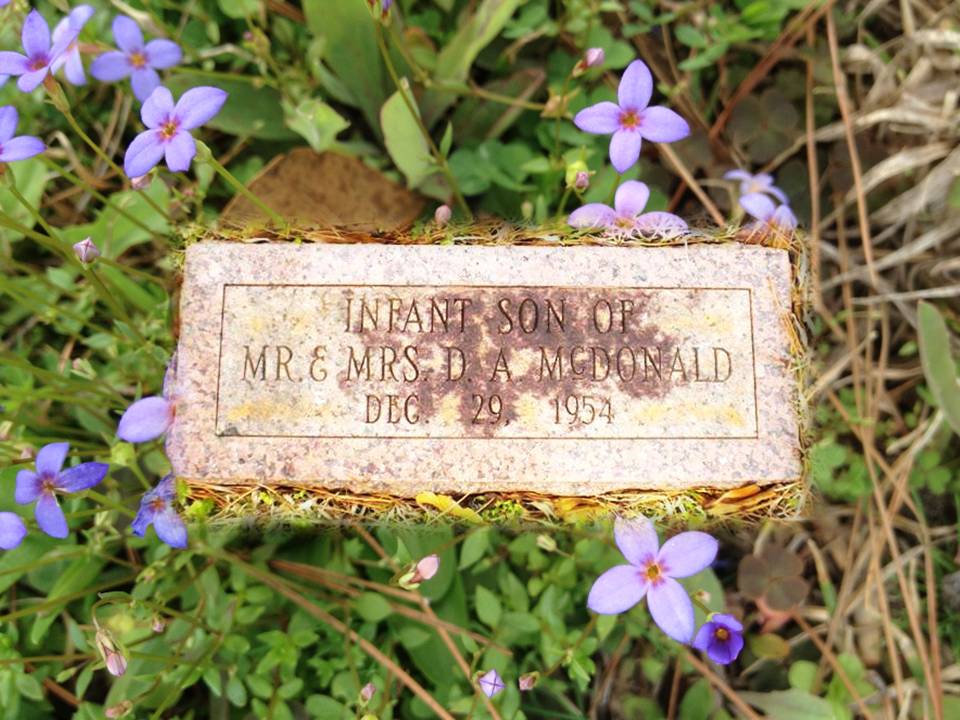 INFANT SON OF
MR. & MRS. D. A. McDONALD
DEC. 29, 1954